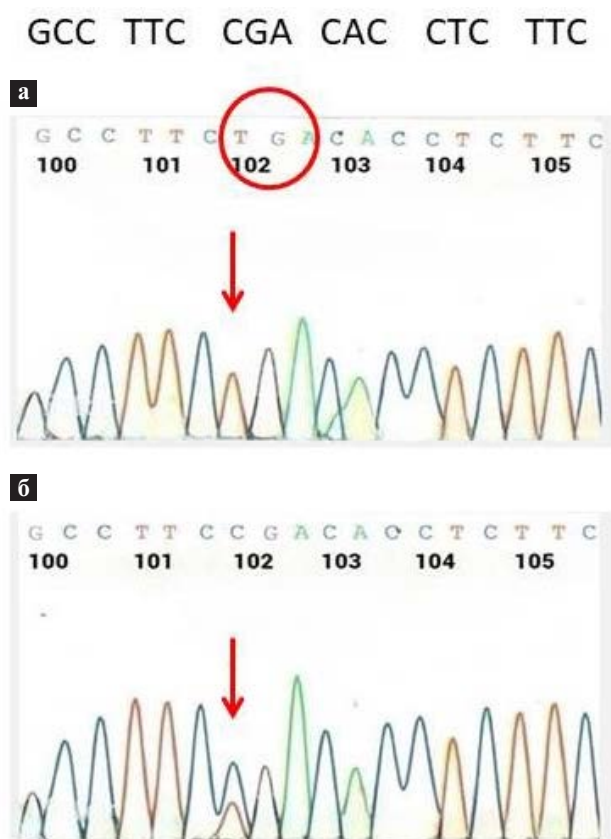 GCC TTC CGA CAC CTC TTC
а
G C C T T C T G A C A C C T C T T C
100 101 102 103 104 105
б
G C C T T C C G A C A C C T C T T C
100 101 102 103 104 105